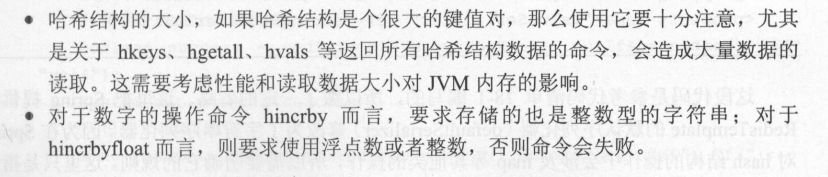 ● 哈希结构的大小，如果哈希结构是个很大的键值对，那么使用它要十分注意，尤其
是关于 hkeys、hgetall、hvals 等返回所有哈希结构数据的命令，会造成大量数据的
读取。这需要考虑性能和读取数据大小对 JVM 内存的影响。
● 对于数字的操作命令 hincrby 而言，要求存储的也是整数型的字符串；对于
hincrbyfloat 而言，则要求使用浮点数或者整数，否则命令会失败。